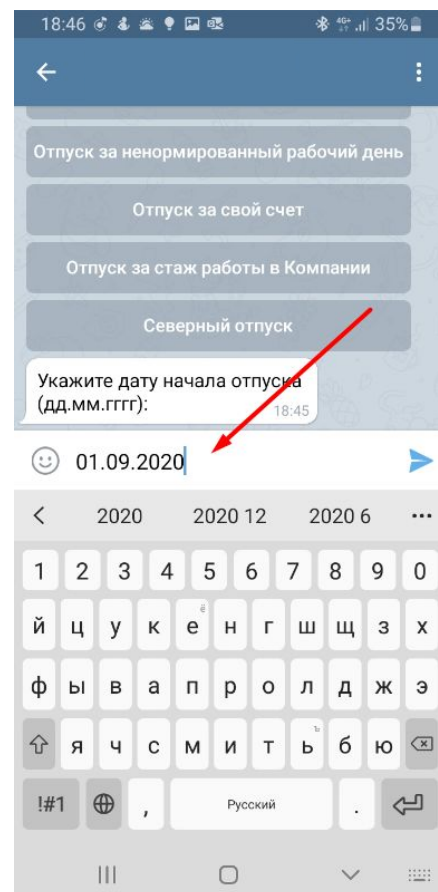 18:46 4G+ 35%
Отпуск за ненормированный рабочий день
Отпуск за свой счет
Отпуск за стаж работы в Компании
Северный отпуск
Укажите дату начала отпуска
(дд.мм.гггг):
18:45
01.09.2020
2020 2020 12 2020 6
1 2 3 4 5 6 7 8 9 0
й ц у к е ё н г ш щ з х
ф ы в а п р о л д ж э
я ч с м и т ь ъ б ю
!#1 , Русский .